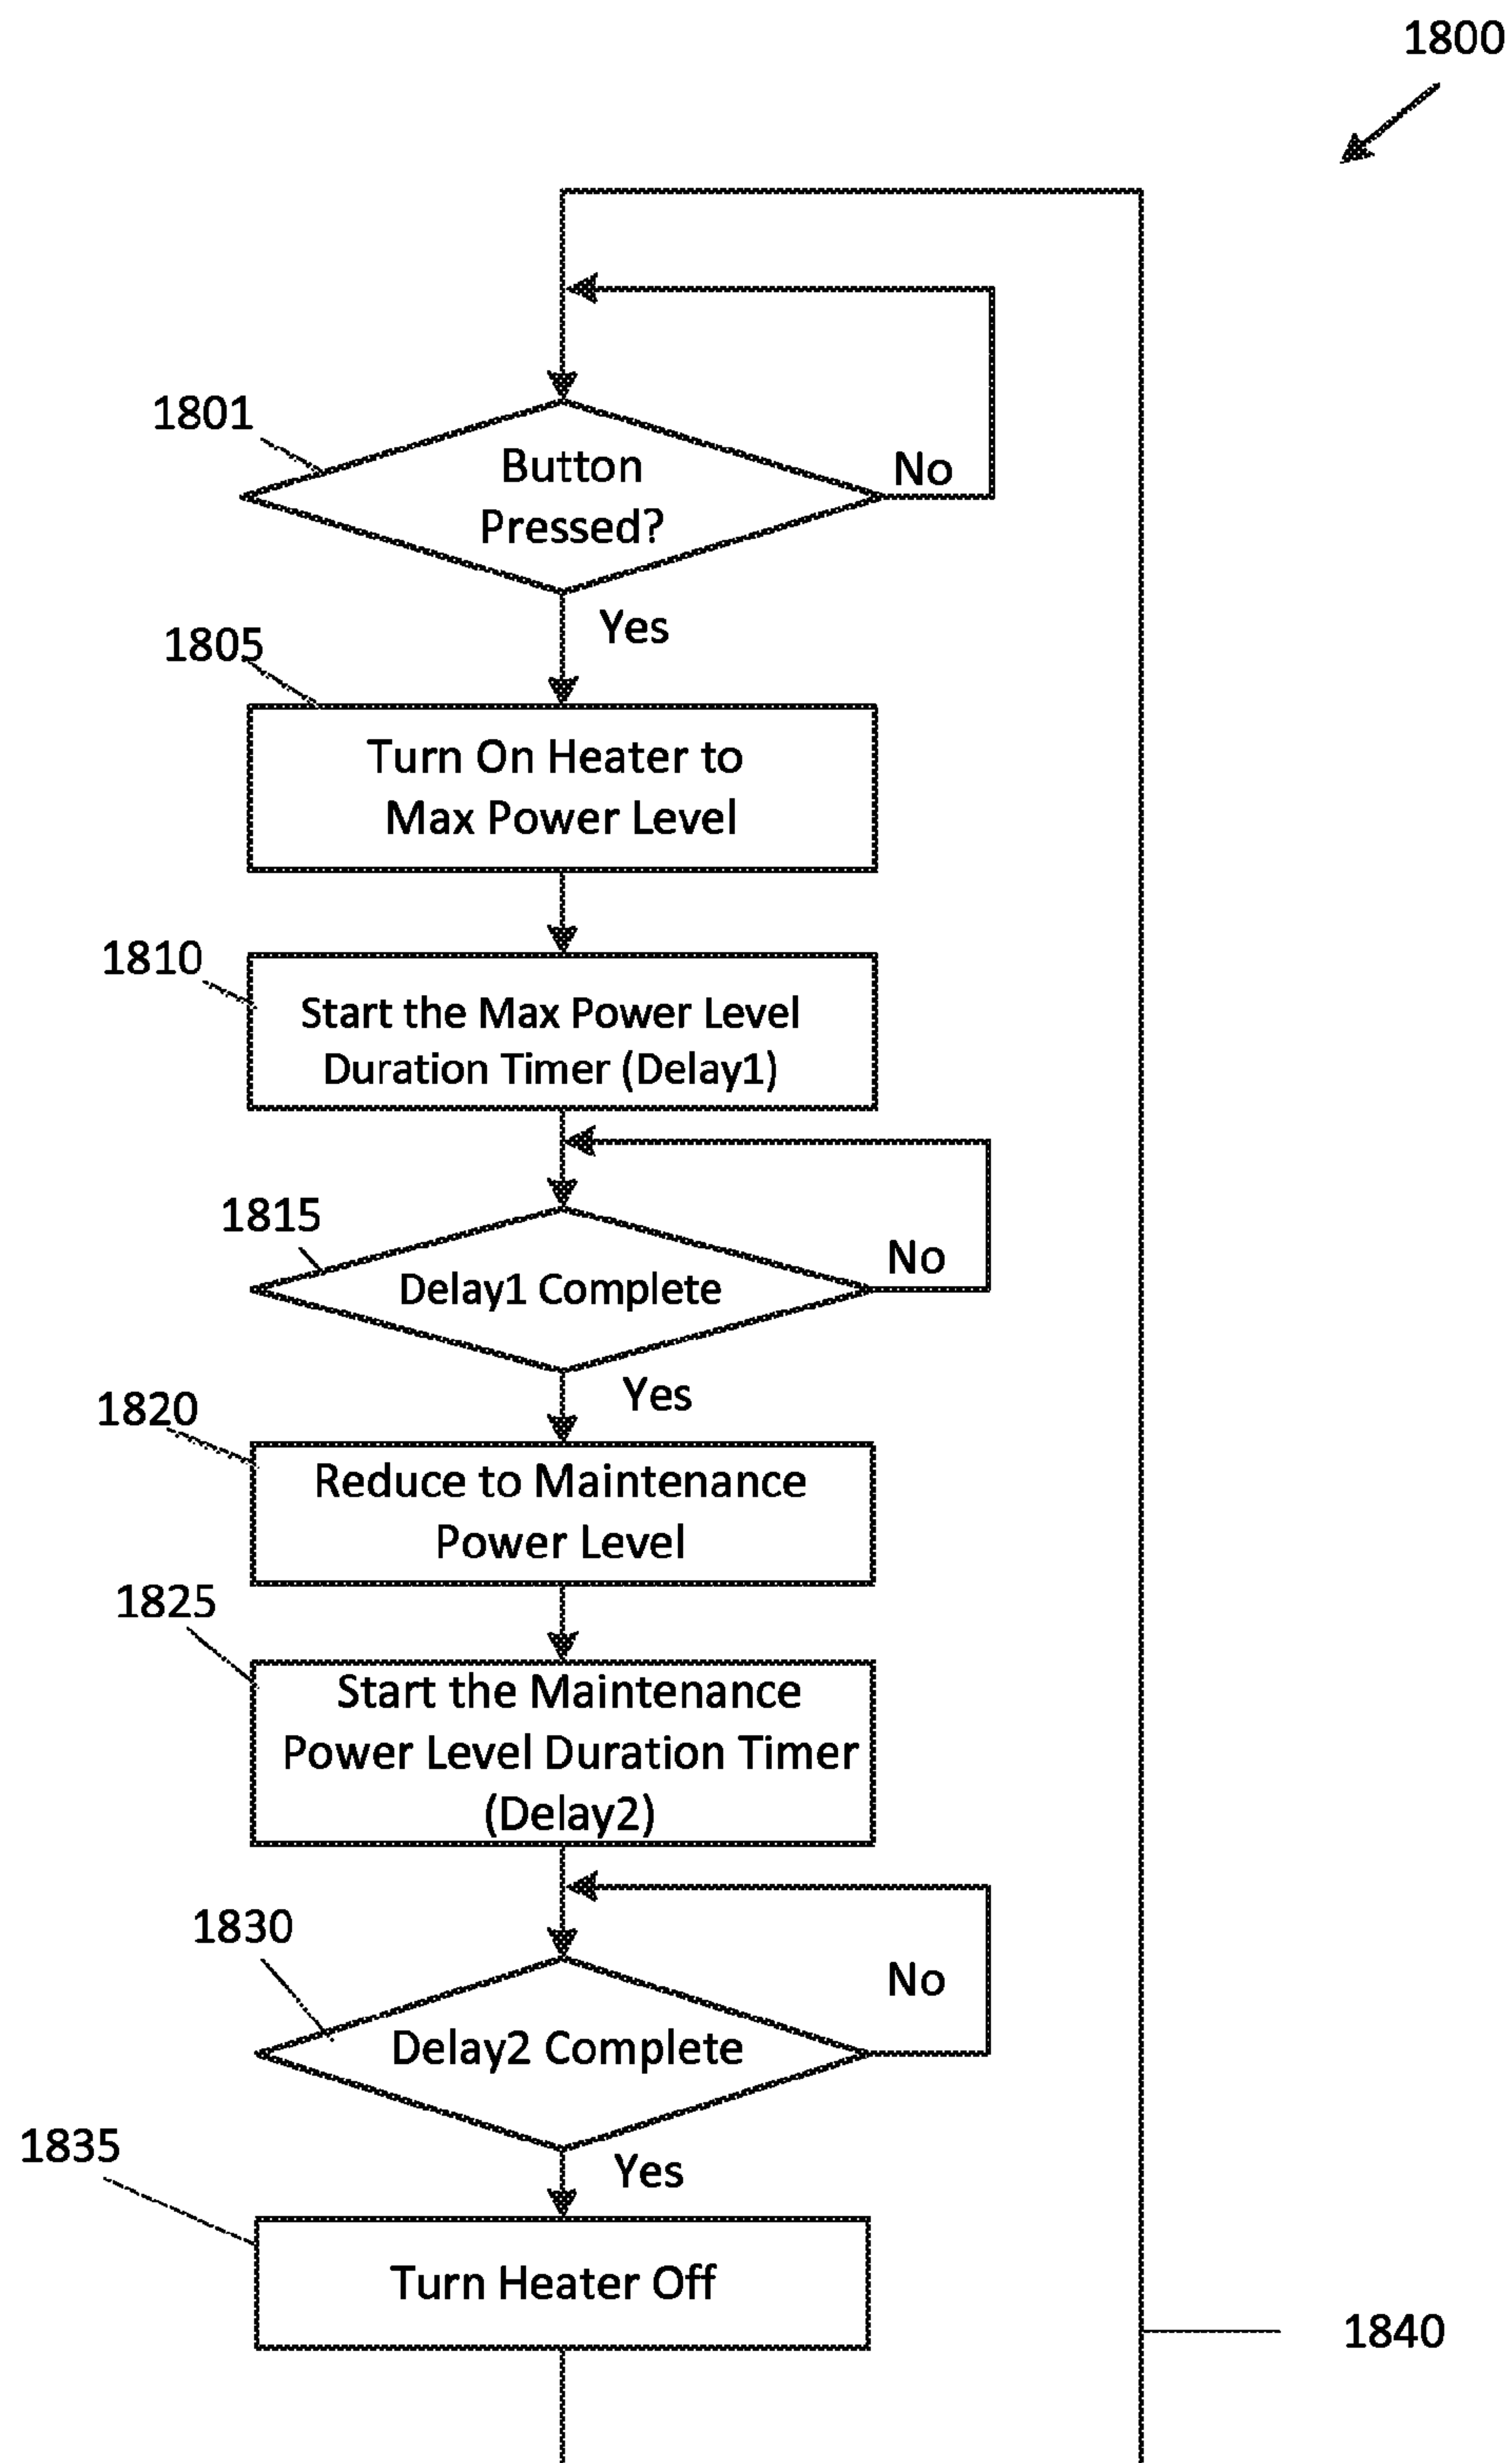 1800
1801
Button
Pressed?
No
Yes
1805
Turn On Heater to
Max Power Level
1810
Start the Max Power Level
Duration Timer (Delay1)
1815
Delay1 Complete
No
Yes
1820
Reduce to Maintenance
Power Level
1825
Start the Maintenance
Power Level Duration Timer
(Delay2)
1830
No
Delay2 Complete
Yes
1835
Turn Heater Off
1840